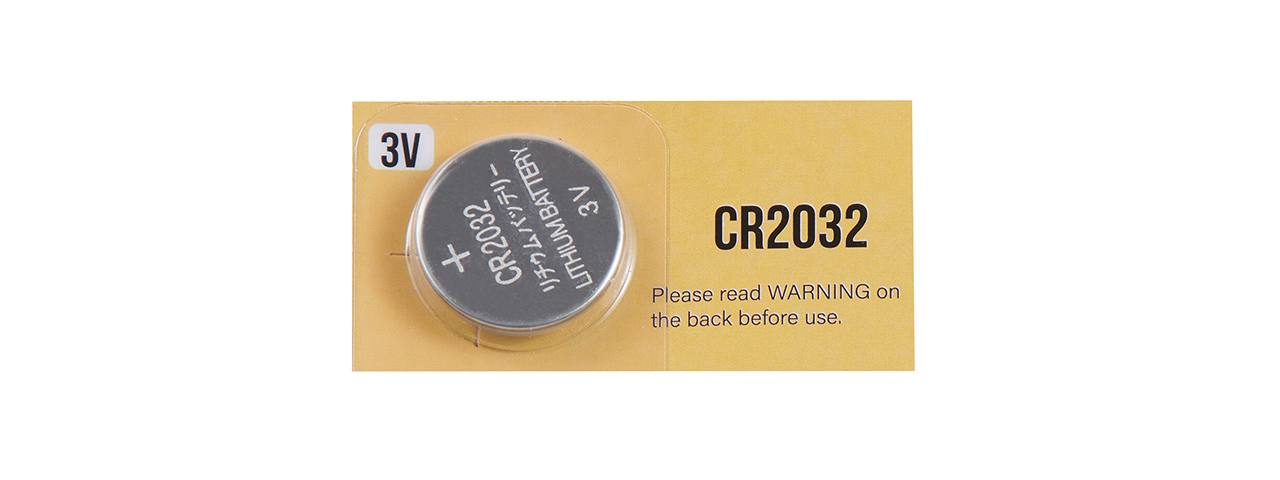 3V
+
CR2032
リチウムバッテリー
LITHIUM BATTERY
3V
CR2032
Please read WARNING on
the back before use.